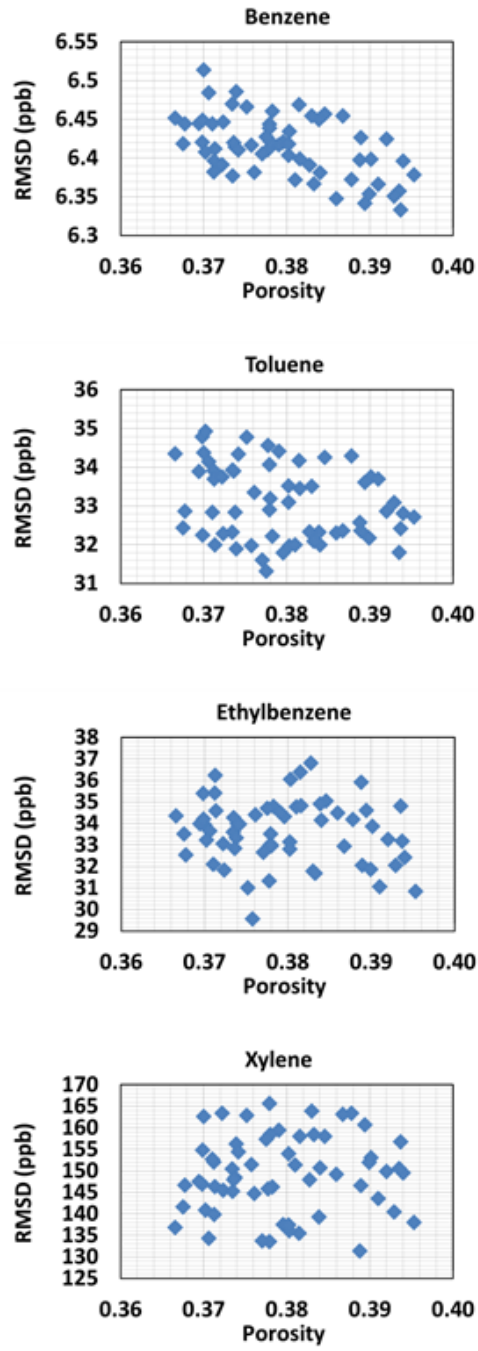 Benzene
6.55
6.5
6.45
6.4
6.35
6.3
RMSD (ppb)
0.36 0.37 0.38 0.39 0.40
Porosity
Toluene
36
35
34
33
32
31
RMSD (ppb)
0.36 0.37 0.38 0.39 0.40
Porosity
Ethylbenzene
38
37
36
35
34
33
32
31
30
29
RMSD (ppb)
0.36 0.37 0.38 0.39 0.40
Porosity
Xylene
170
165
160
155
150
145
140
135
130
125
RMSD (ppb)
0.36 0.37 0.38 0.39 0.40
Porosity